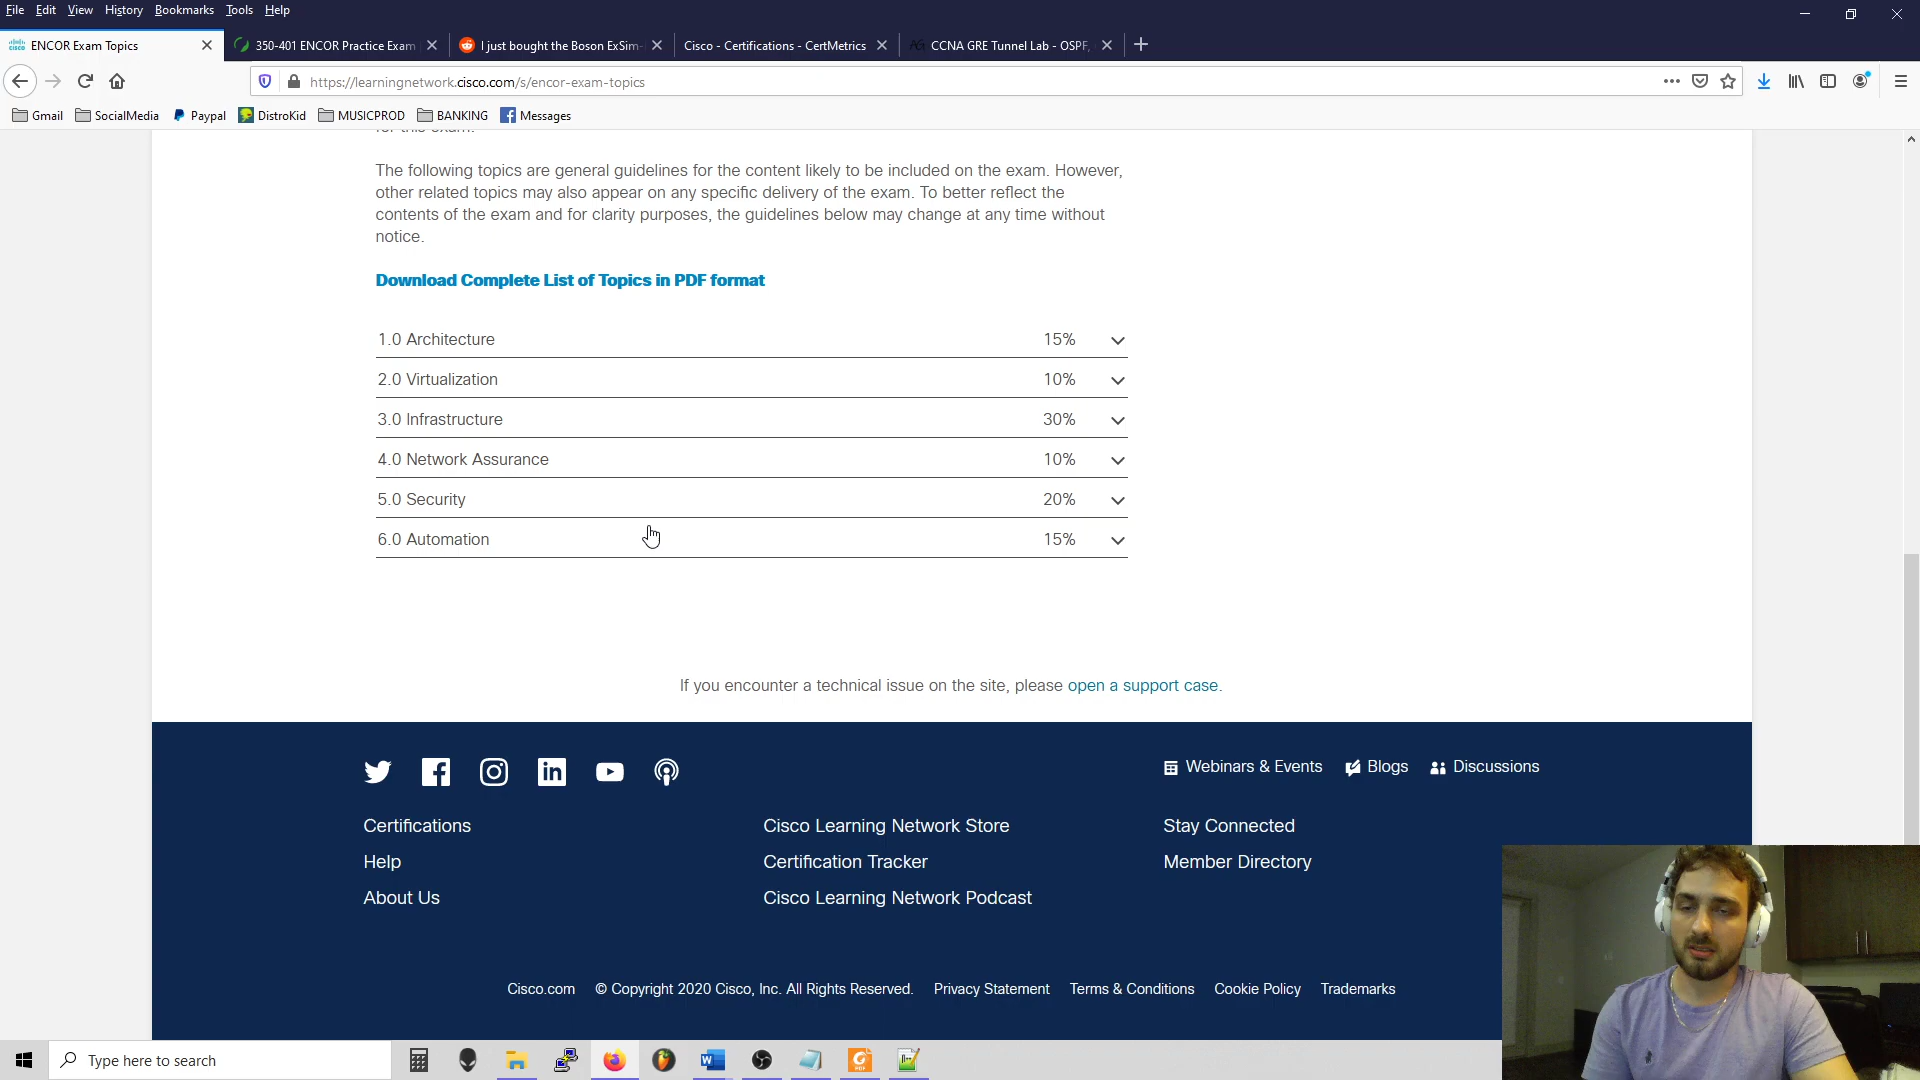 File Edit View History Bookmarks Tools Help
ENCOR Exam Topics
350-401 ENCOR Practice Exam
I just bought the Boson ExSim-
Cisco - Certifications - CertMetrics
CCNA GRE Tunnel Lab - OSPF,
https://learningnetwork.cisco.com/s/encor-exam-topics
Gmail SocialMedia Paypal DistroKid MUSICPROD BANKING Messages
for this exam.
The following topics are general guidelines for the content likely to be included on the exam. However,
other related topics may also appear on any specific delivery of the exam. To better reflect the
contents of the exam and for clarity purposes, the guidelines below may change at any time without
notice.
Download Complete List of Topics in PDF format
1.0 Architecture 15%
2.0 Virtualization 10%
3.0 Infrastructure 30%
4.0 Network Assurance 10%
5.0 Security 20%
6.0 Automation 15%
If you encounter a technical issue on the site, please open a support case.
Webinars & Events Blogs Discussions
Certifications Cisco Learning Network Store Stay Connected
Help Certification Tracker Member Directory
About Us Cisco Learning Network Podcast
Cisco.com © Copyright 2020 Cisco, Inc. All Rights Reserved. Privacy Statement Terms & Conditions Cookie Policy Trademarks
Type here to search